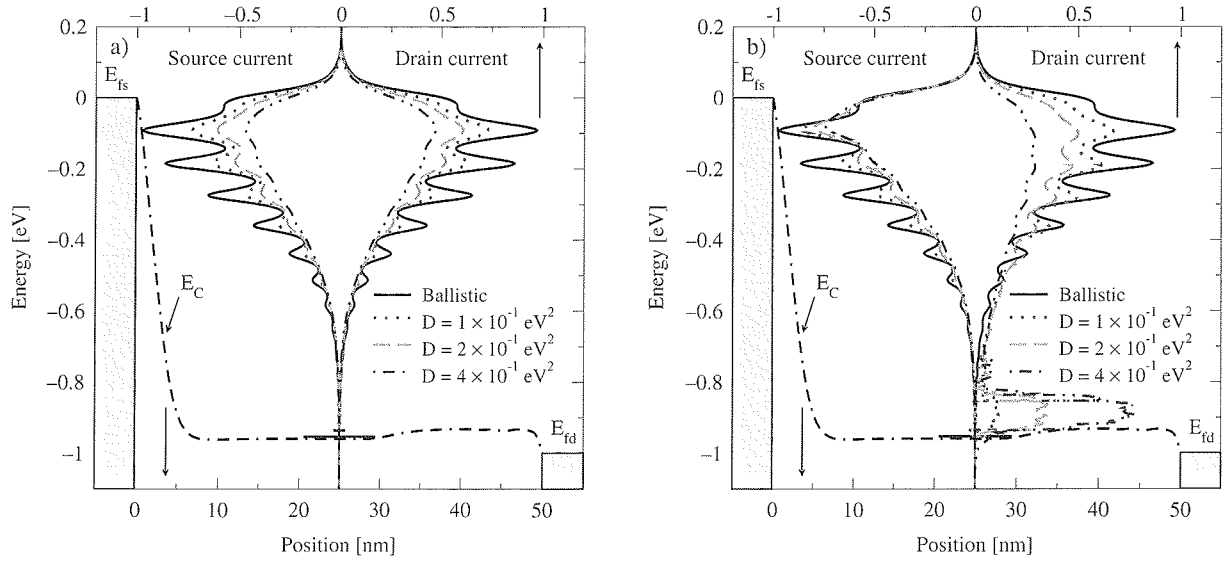 −1 −0.5 0 0.5 1
a)
Source current Drain current
E_fs
0.2
0
−0.2
−0.4
−0.6
−0.8
−1
Energy [eV]
E_C
Ballistic
D = 1 × 10^-1 eV^2
D = 2 × 10^-1 eV^2
D = 4 × 10^-1 eV^2
E_fd
0 10 20 30 40 50
Position [nm]
−1 −0.5 0 0.5 1
b)
Source current Drain current
E_fs
0.2
0
−0.2
−0.4
−0.6
−0.8
−1
Energy [eV]
E_C
Ballistic
D = 1 × 10^-1 eV^2
D = 2 × 10^-1 eV^2
D = 4 × 10^-1 eV^2
E_fd
0 10 20 30 40 50
Position [nm]